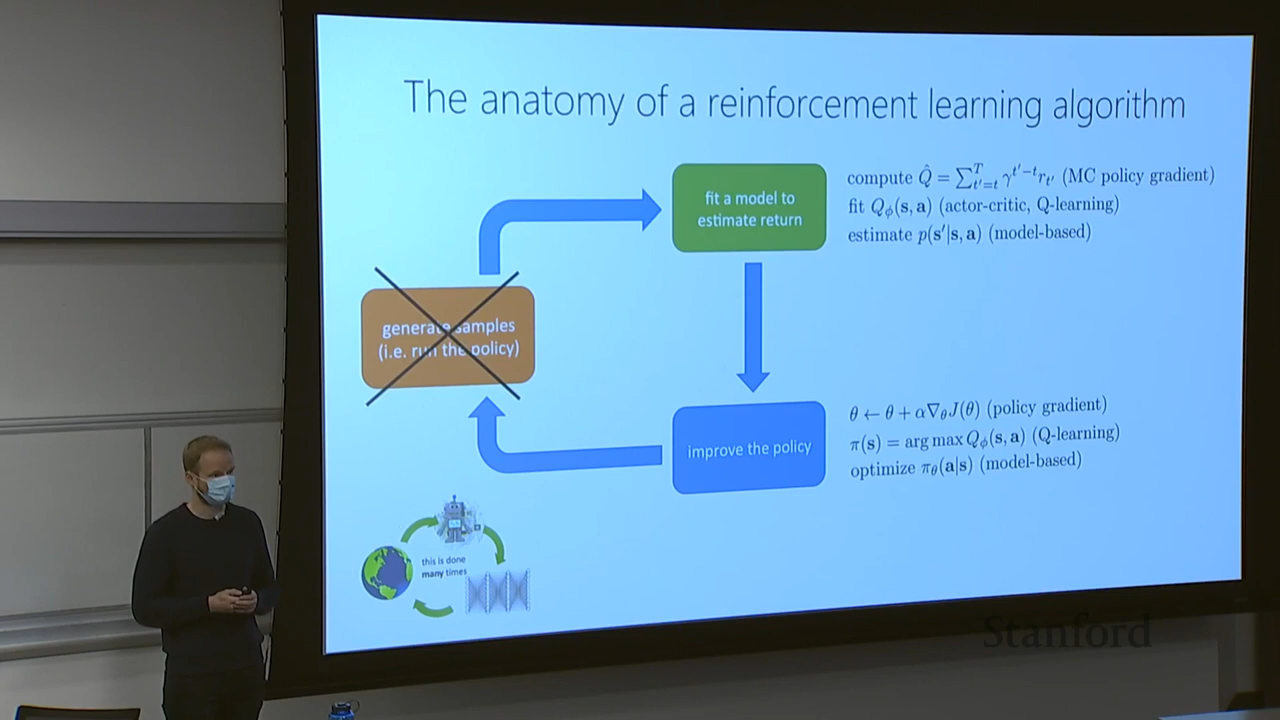 The anatomy of a reinforcement learning algorithm
fit a model to
estimate return
compute Q̂ = ∑_{t'=t}^{T} γ^{t'-t} r_{t'} (MC policy gradient)
fit Q_ϕ(s, a) (actor-critic, Q-learning)
estimate p(s'|s, a) (model-based)
generate samples
(i.e. run the policy)
improve the policy
θ ← θ + α∇_θ J(θ) (policy gradient)
π(s) = arg max Q_ϕ(s, a) (Q-learning)
optimize π_θ(a|s) (model-based)
this is done
many times
Stanford